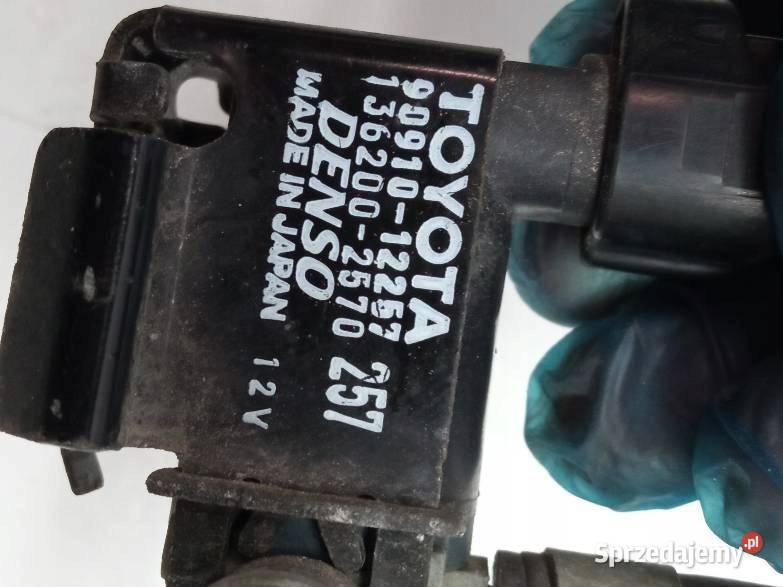 TOYOTA
90910-12257
136200-2570 257
DENSO
MADE IN JAPAN 12V
Sprzedajemy.pl